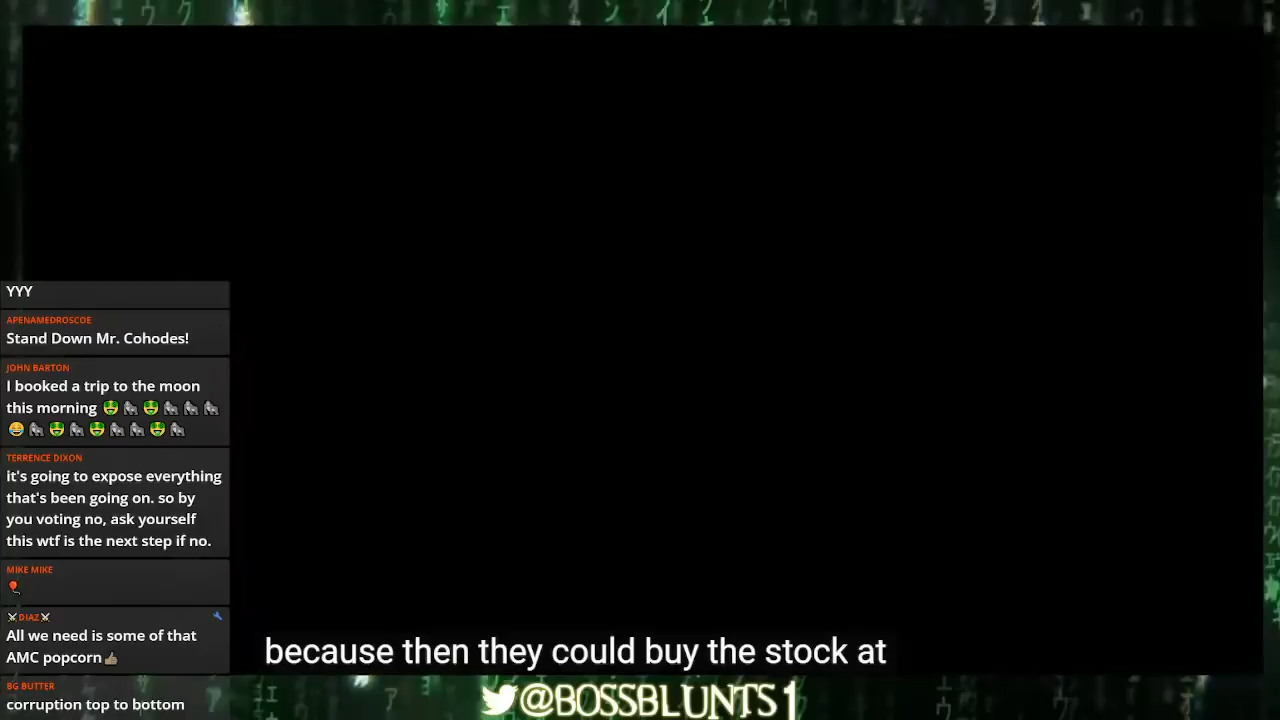 YYY
APENAMEDROSCOE
Stand Down Mr. Cohodes!
JOHN BARTON
I booked a trip to the moon
this morning 🤑🦍🤑🦍🦍🦍
😂🦍🤑🦍🤑🦍🦍🤑🦍
TERRENCE DIXON
it's going to expose everything
that's been going on. so by
you voting no, ask yourself
this wtf is the next step if no.
MIKE MIKE
🎈
⚔DIAZ⚔
All we need is some of that
AMC popcorn👍🏽
BG BUTTER
corruption top to bottom
because then they could buy the stock at
@BOSSBLUNTS1